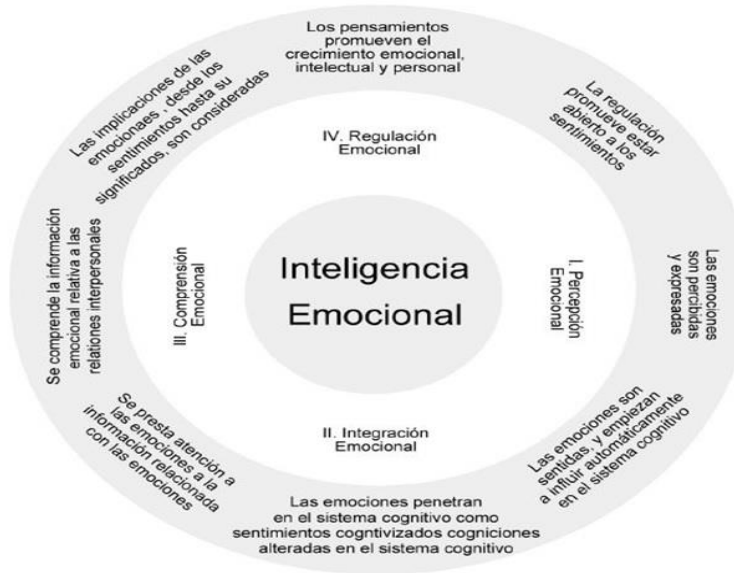 Los pensamientos
promueven el
crecimiento emocional,
intelectual y personal
La regulación
promueve estar
abierto a los
sentimientos
Las emociones
son percibidas
y expresadas
Las emociones son
sentidas, y empiezan
a influir automáticamente
en el sistema cognitivo
Las emociones penetran
en el sistema cognitivo como
sentimientos cogntivizados cogniciones
alteradas en el sistema cognitivo
Se presta atención a
las emociones a la
información relacionada
con las emociones
Se comprende la información
emocional relativa a las
relatiónes interpersonales
Las implicaciones de las
emocionaes , desde los
sentimientos hasta su
significados, son consideradas
IV. Regulación
Emocional
I. Percepción
Emocional
II. Integración
Emocional
III. Comprensión
Emocional
Inteligencia
Emocional